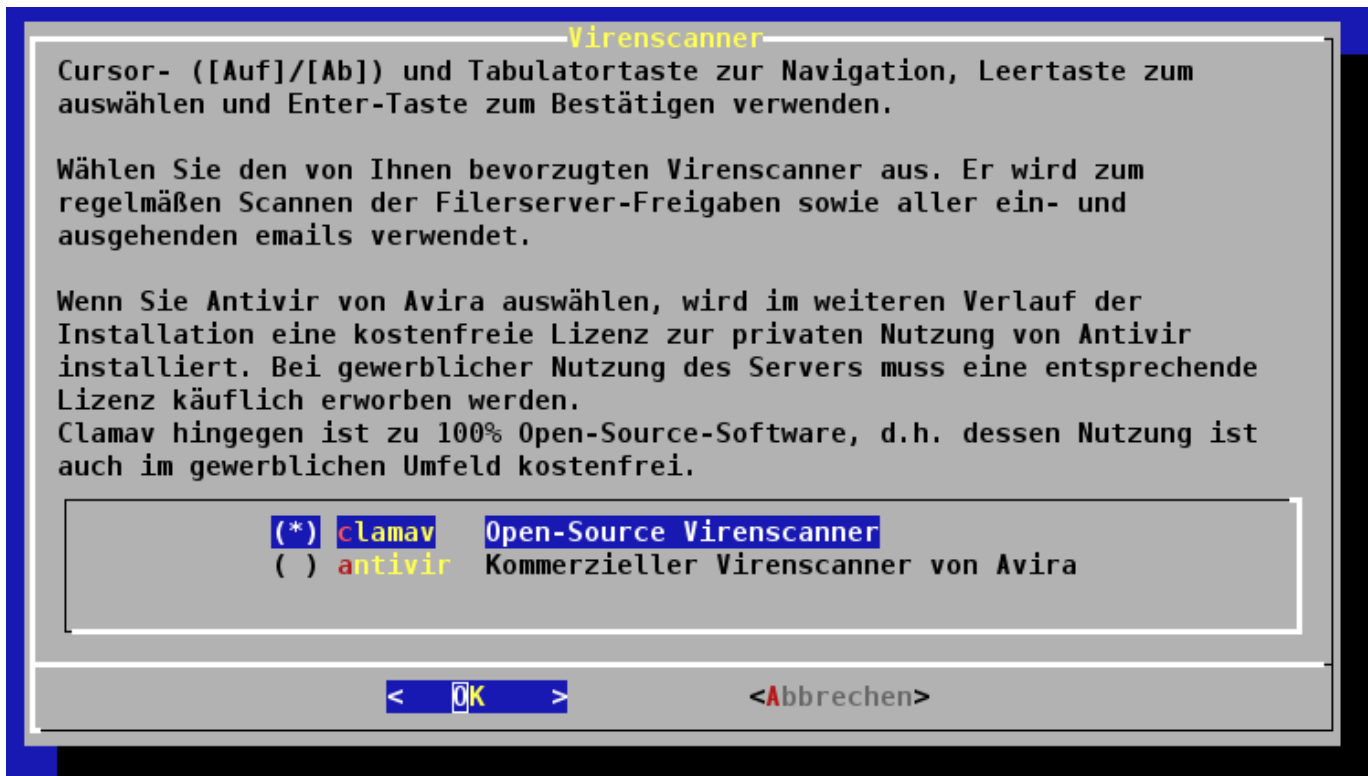 Virenscanner
Cursor- ([Auf]/[Ab]) und Tabulatortaste zur Navigation, Leertaste zum
auswählen und Enter-Taste zum Bestätigen verwenden.
Wählen Sie den von Ihnen bevorzugten Virenscanner aus. Er wird zum
regelmäßen Scannen der Filerserver-Freigaben sowie aller ein- und
ausgehenden emails verwendet.
Wenn Sie Antivir von Avira auswählen, wird im weiteren Verlauf der
Installation eine kostenfreie Lizenz zur privaten Nutzung von Antivir
installiert. Bei gewerblicher Nutzung des Servers muss eine entsprechende
Lizenz käuflich erworben werden.
Clamav hingegen ist zu 100% Open-Source-Software, d.h. dessen Nutzung ist
auch im gewerblichen Umfeld kostenfrei.
(*) clamav Open-Source Virenscanner
( ) antivir Kommerzieller Virenscanner von Avira
< OK > <Abbrechen>